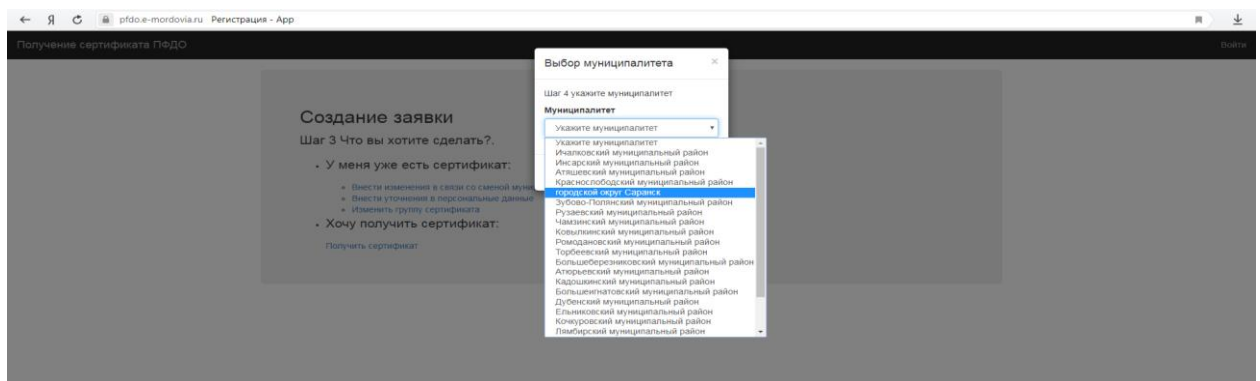 pfdo.e-mordovia.ru Регистрация - App
Получение сертификата ПФДО
Войти
Создание заявки
Шаг 3 Что вы хотите сделать?.
У меня уже есть сертификат:
Внести изменения в связи со сменой муни
Внести уточнения в персональные данные
Изменить группу сертификата
Хочу получить сертификат:
Получить сертификат
Выбор муниципалитета ×
Шаг 4 укажите муниципалитет
Муниципалитет
Укажите муниципалитет
Укажите муниципалитет
Ичалковский муниципальный район
Инсарский муниципальный район
Атяшевский муниципальный район
Краснослободский муниципальный район
городской округ Саранск
Зубово-Полянский муниципальный район
Рузаевский муниципальный район
Чамзинский муниципальный район
Ковылкинский муниципальный район
Ромодановский муниципальный район
Торбеевский муниципальный район
Большеберезниковский муниципальный район
Атюрьевский муниципальный район
Кадошкинский муниципальный район
Большеигнатовский муниципальный район
Дубенский муниципальный район
Ельниковский муниципальный район
Кочкуровский муниципальный район
Лямбирский муниципальный район